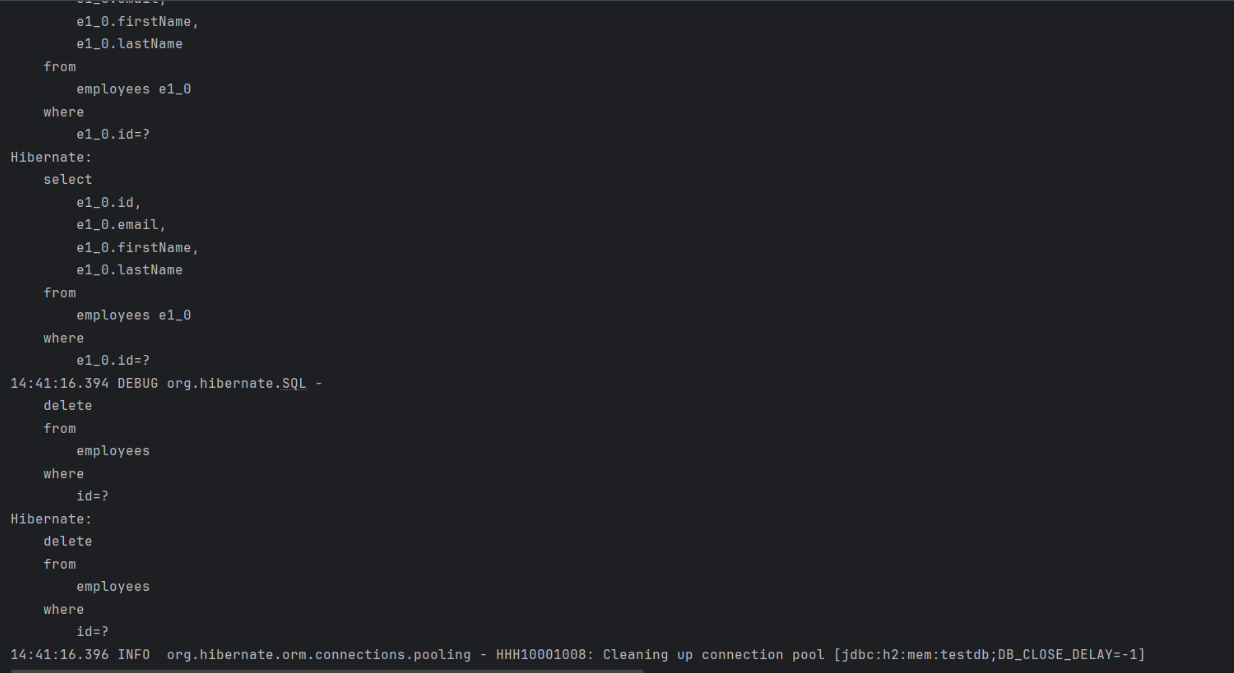 e1_0.email,
e1_0.firstName,
e1_0.lastName
from
employees e1_0
where
e1_0.id=?
Hibernate:
select
e1_0.id,
e1_0.email,
e1_0.firstName,
e1_0.lastName
from
employees e1_0
where
e1_0.id=?
14:41:16.394 DEBUG org.hibernate.SQL -
delete
from
employees
where
id=?
Hibernate:
delete
from
employees
where
id=?
14:41:16.396 INFO  org.hibernate.orm.connections.pooling - HHH10001008: Cleaning up connection pool [jdbc:h2:mem:testdb;DB_CLOSE_DELAY=-1]